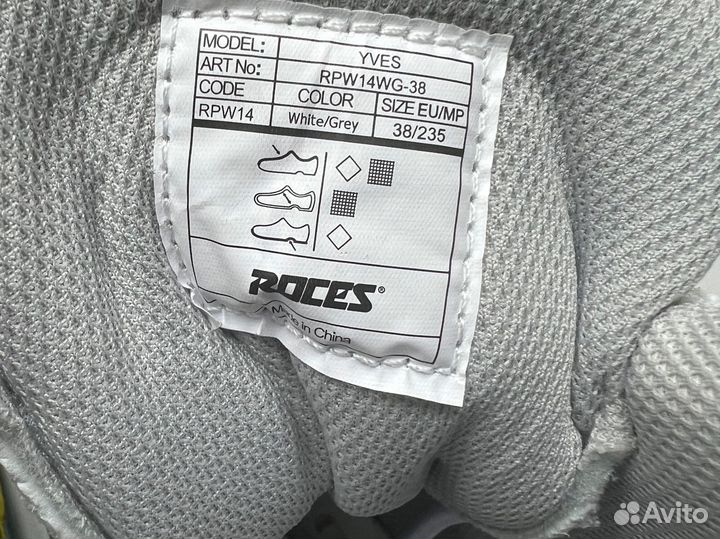 MODEL: YVES
ART No: RPW14WG-38
CODE COLOR SIZE EU/MP
RPW14 White/Grey 38/235
ROCES®
Made in China
Avito